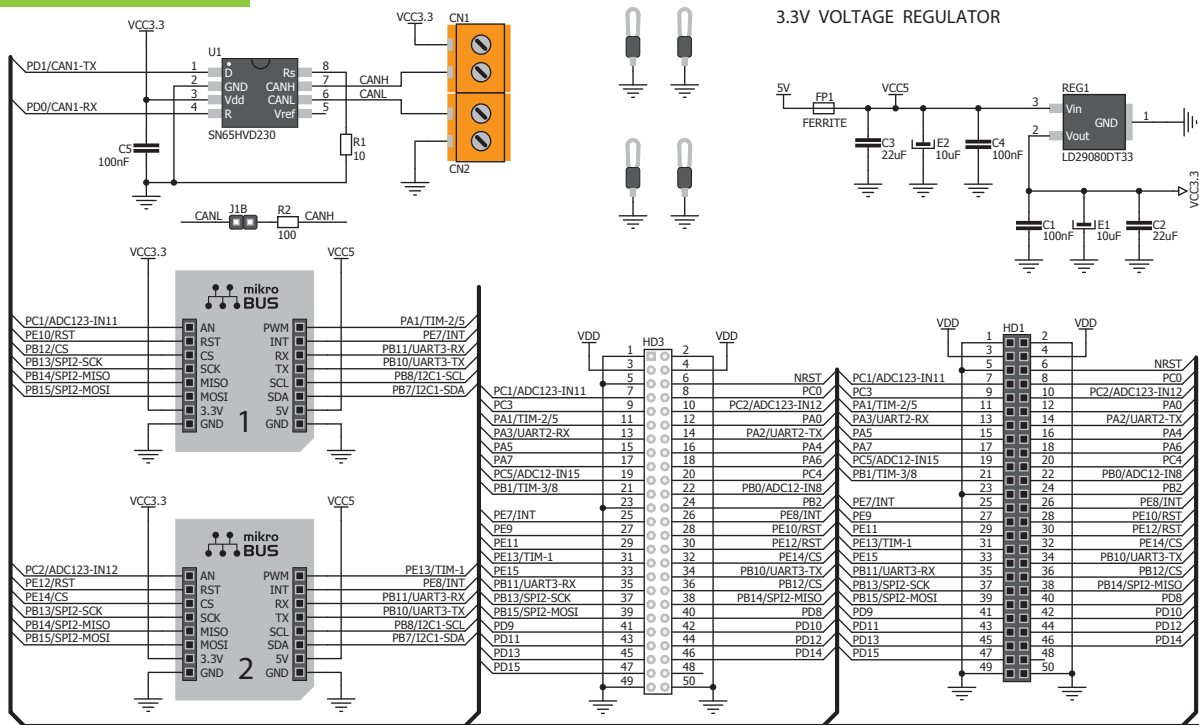 3.3V VOLTAGE REGULATOR
VCC3.3
U1
PD1/CAN1-TX
PD0/CAN1-RX
1 D Rs 8
2 GND CANH 7
3 Vdd CANL 6
4 R Vref 5
SN65HVD230
CANH
CANL
VCC3.3
CN1
CN2
C5
100nF
R1
10
CANL J1B R2 CANH
100
5V
FP1
FERRITE
VCC5
C3
22uF
E2
10uF
C4
100nF
REG1
3 Vin
GND 1
2 Vout
LD29080DT33
VCC3.3
C1
100nF
E1
10uF
C2
22uF
VCC3.3 VCC5
mikro
BUS
PC1/ADC123-IN11 AN PWM PA1/TIM-2/5
PE10/RST RST INT PE7/INT
PB12/CS CS RX PB11/UART3-RX
PB13/SPI2-SCK SCK TX PB10/UART3-TX
PB14/SPI2-MISO MISO SCL PB8/I2C1-SCL
PB15/SPI2-MOSI MOSI SDA PB7/I2C1-SDA
3.3V 5V
GND 1 GND
VCC3.3 VCC5
mikro
BUS
PC2/ADC123-IN12 AN PWM PE13/TIM-1
PE12/RST RST INT PE8/INT
PE14/CS CS RX PB11/UART3-RX
PB13/SPI2-SCK SCK TX PB10/UART3-TX
PB14/SPI2-MISO MISO SCL PB8/I2C1-SCL
PB15/SPI2-MOSI MOSI SDA PB7/I2C1-SDA
3.3V 5V
GND 2 GND
VDD HD3 VDD
1 2
3 4
5 6 NRST
PC1/ADC123-IN11 7 8 PC0
PC3 9 10 PC2/ADC123-IN12
PA1/TIM-2/5 11 12 PA0
PA3/UART2-RX 13 14 PA2/UART2-TX
PA5 15 16 PA4
PA7 17 18 PA6
PC5/ADC12-IN15 19 20 PC4
PB1/TIM-3/8 21 22 PB0/ADC12-IN8
23 24 PB2
PE7/INT 25 26 PE8/INT
PE9 27 28 PE10/RST
PE11 29 30 PE12/RST
PE13/TIM-1 31 32 PE14/CS
PE15 33 34 PB10/UART3-TX
PB11/UART3-RX 35 36 PB12/CS
PB13/SPI2-SCK 37 38 PB14/SPI2-MISO
PB15/SPI2-MOSI 39 40 PD8
PD9 41 42 PD10
PD11 43 44 PD12
PD13 45 46 PD14
PD15 47 48
49 50
VDD HD1 VDD
1 2
3 4
5 6 NRST
PC1/ADC123-IN11 7 8 PC0
PC3 9 10 PC2/ADC123-IN12
PA1/TIM-2/5 11 12 PA0
PA3/UART2-RX 13 14 PA2/UART2-TX
PA5 15 16 PA4
PA7 17 18 PA6
PC5/ADC12-IN15 19 20 PC4
PB1/TIM-3/8 21 22 PB0/ADC12-IN8
23 24 PB2
PE7/INT 25 26 PE8/INT
PE9 27 28 PE10/RST
PE11 29 30 PE12/RST
PE13/TIM-1 31 32 PE14/CS
PE15 33 34 PB10/UART3-TX
PB11/UART3-RX 35 36 PB12/CS
PB13/SPI2-SCK 37 38 PB14/SPI2-MISO
PB15/SPI2-MOSI 39 40 PD8
PD9 41 42 PD10
PD11 43 44 PD12
PD13 45 46 PD14
PD15 47 48
49 50